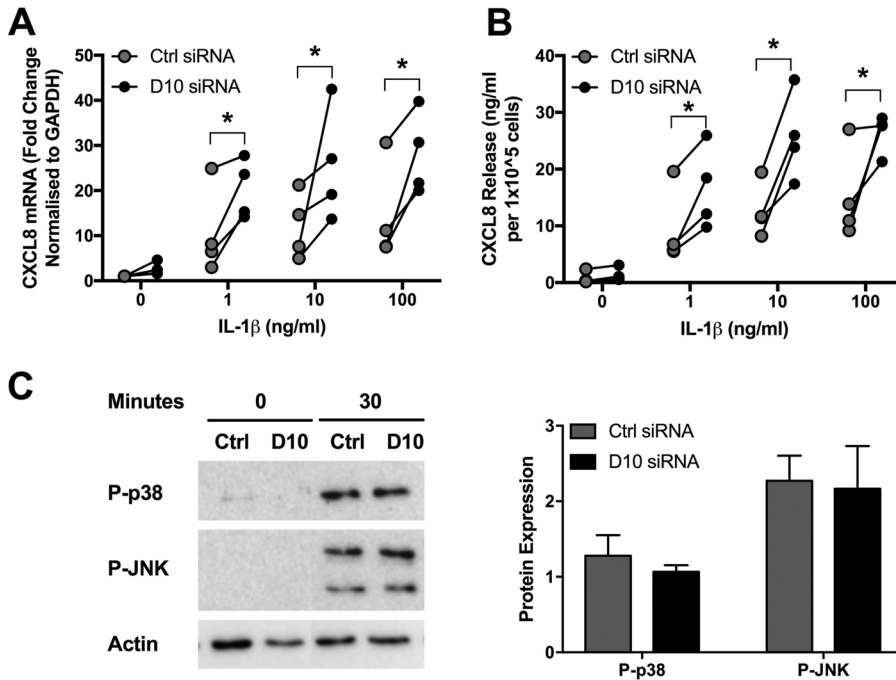 A
CXCL8 mRNA (Fold Change
Normalised to GAPDH)
50
40
30
20
10
0
Ctrl siRNA
D10 siRNA
*
*
*
0
1
10
100
IL-1β (ng/ml)
B
CXCL8 Release (ng/ml)
per 1x10^5 cells)
40
30
20
10
0
Ctrl siRNA
D10 siRNA
*
*
*
0
1
10
100
IL-1β (ng/ml)
C
Minutes
0
30
Ctrl
D10
Ctrl
D10
P-p38
P-JNK
Actin
Protein Expression
3
2
1
0
Ctrl siRNA
D10 siRNA
P-p38
P-JNK